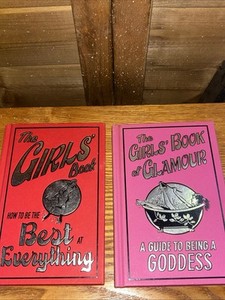 The
GIRLS'
Book
HOW TO BE THE
Best AT
Everything
The
GIRLS' BOOK
of GLAMOUR
A GUIDE TO BEING A
GODDESS